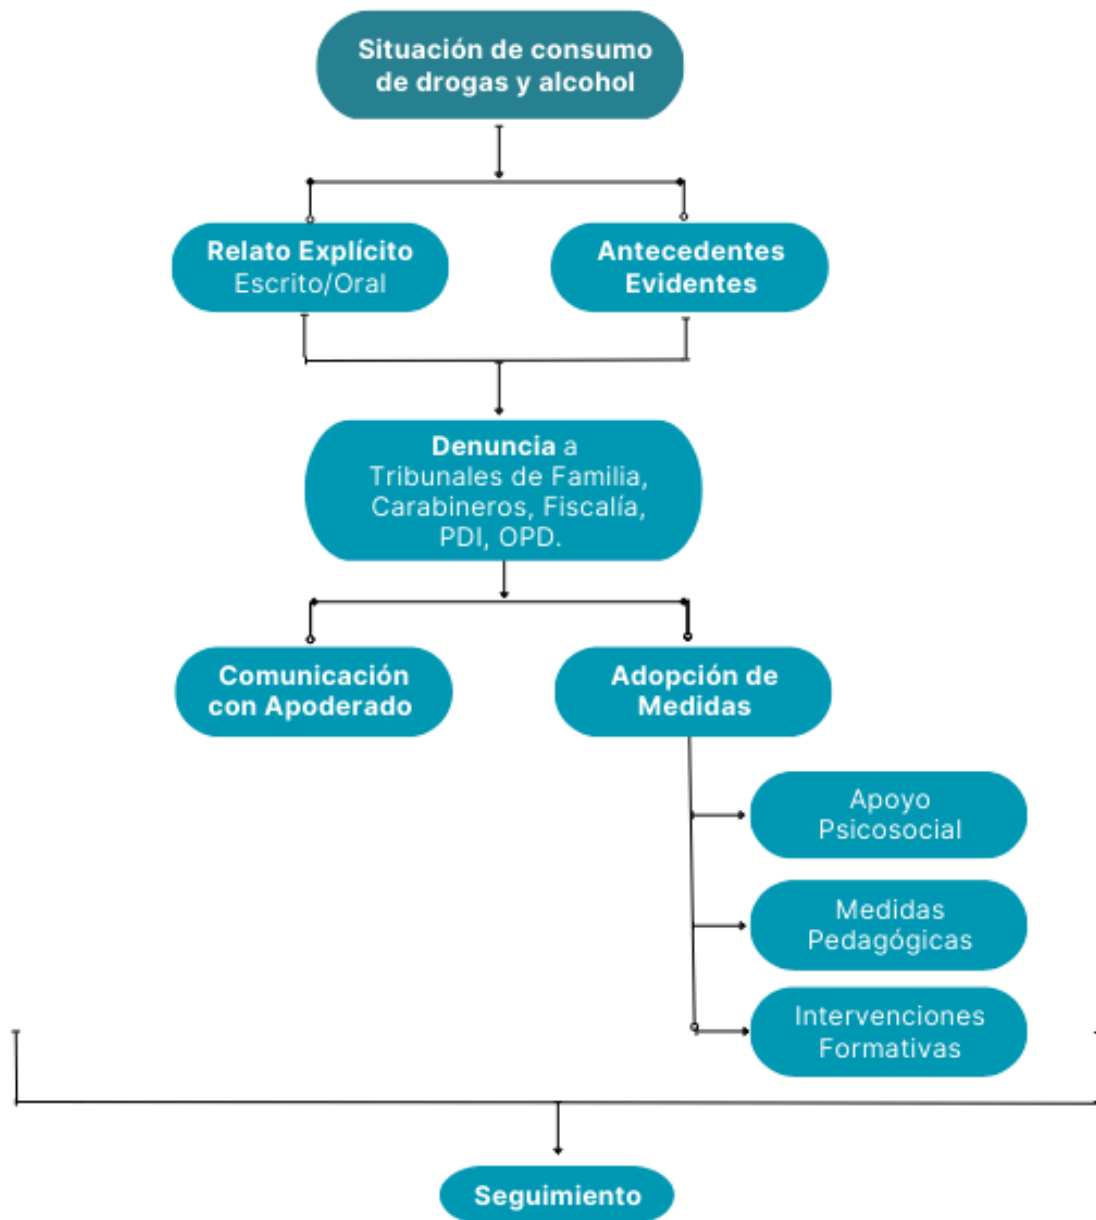 Situación de consumo
de drogas y alcohol
Relato Explícito
Escrito/Oral
Antecedentes
Evidentes
Denuncia a
Tribunales de Familia,
Carabineros, Fiscalía,
PDI, OPD.
Comunicación
con Apoderado
Adopción de
Medidas
Apoyo
Psicosocial
Medidas
Pedagógicas
Intervenciones
Formativas
Seguimiento